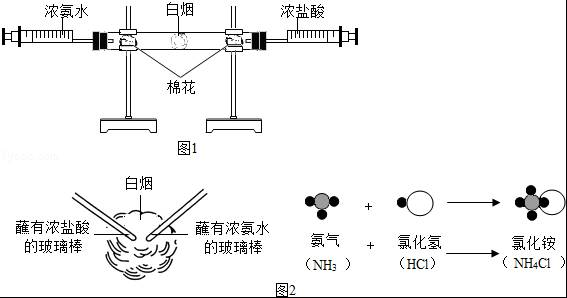 浓氨水
白烟
浓盐酸
棉花
图1
白烟
蘸有浓盐酸
的玻璃棒
蘸有浓氨水
的玻璃棒
+
氨气 + 氯化氢 氯化铵
（NH3 ） （HCl） （NH4Cl ）
图2